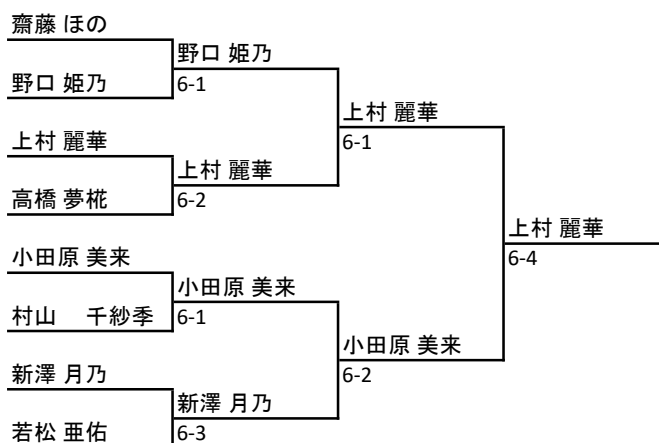 齋藤 ほの
野口 姫乃
6-1
野口 姫乃
上村 麗華
6-1
上村 麗華
上村 麗華
6-2
高橋 夢椛
上村 麗華
6-4
小田原 美来
小田原 美来
6-1
村山　千紗季
小田原 美来
6-2
新澤 月乃
新澤 月乃
6-3
若松 亜佑